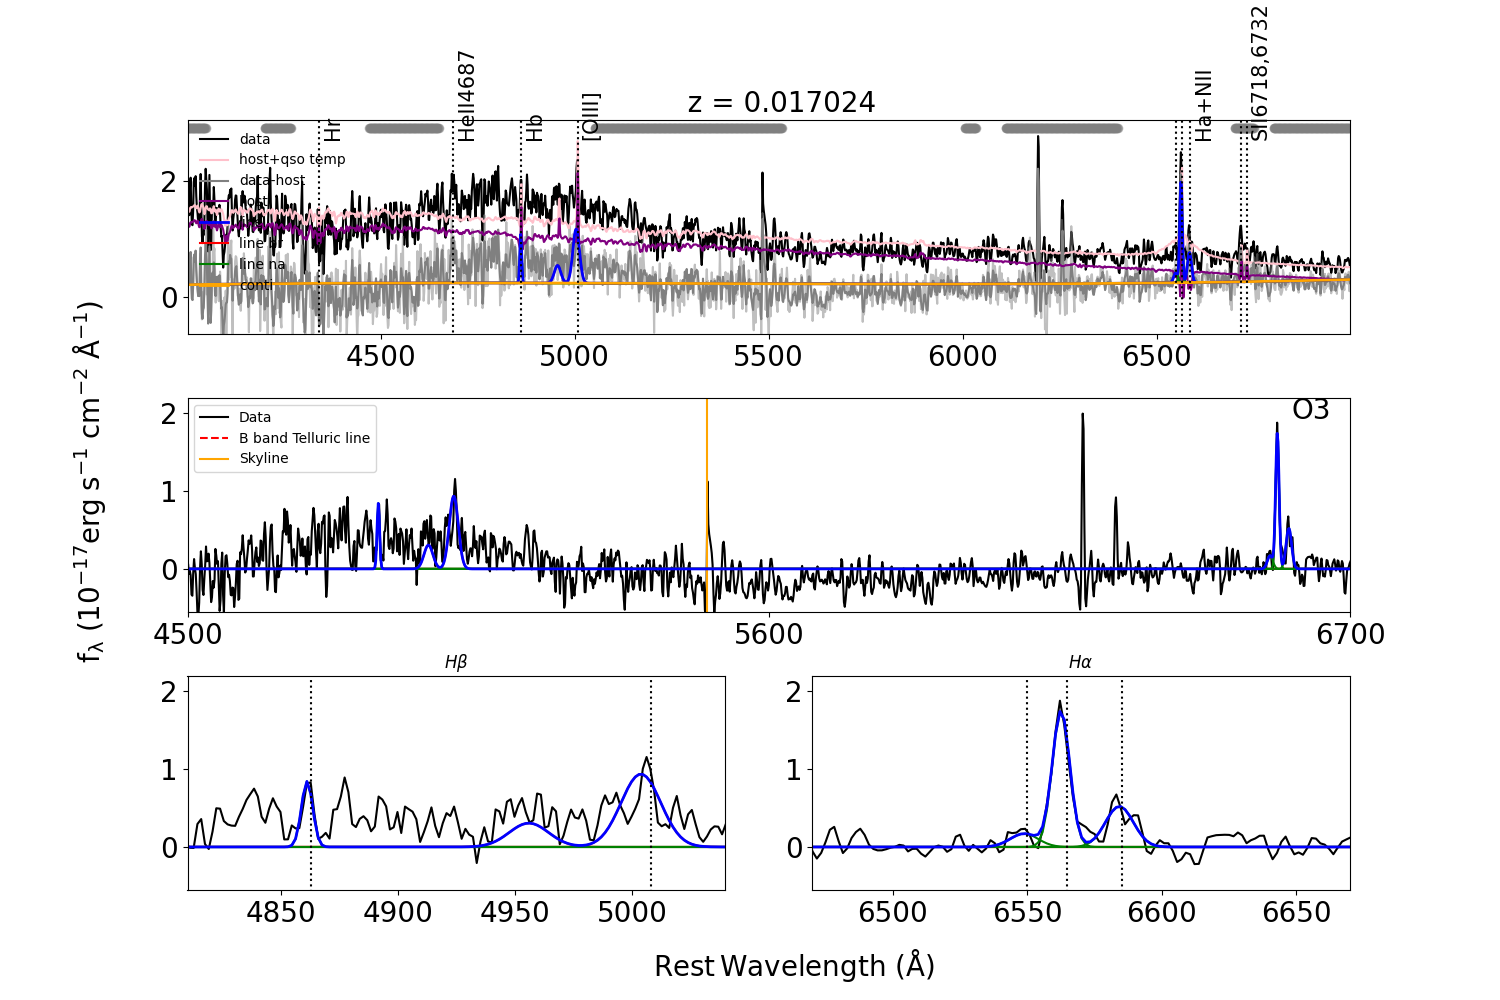 z = 0.017024
Hr
HeII4687
Hb
[OIII]
Ha+NII
SII6718,6732
data
host+qso temp
data-host
host
line br
line na
conti
2
0
4500
5000
5500
6000
6500
O3
Data
B band Telluric line
Skyline
2
1
0
4500
5600
6700
fλ (10⁻¹⁷erg s⁻¹ cm⁻² Å⁻¹)
Hβ
2
1
0
4850
4900
4950
5000
Hα
2
1
0
6500
6550
6600
6650
Rest Wavelength (Å)